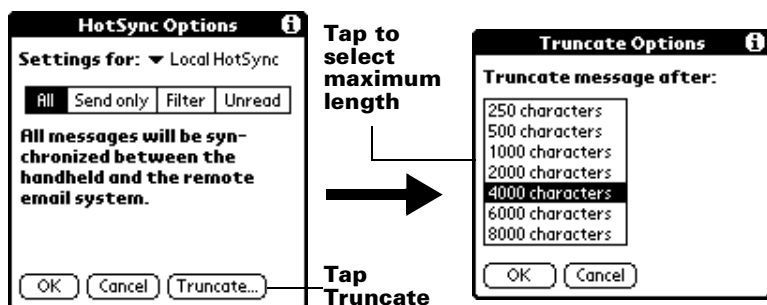 HotSync Options
Settings for: Local HotSync
All Send only Filter Unread
All messages will be syn-
chronized between the
handheld and the remote
email system.
OK Cancel Truncate...
Tap to
select
maximum
length
Tap
Truncate
Truncate Options
Truncate message after:
250 characters
500 characters
1000 characters
2000 characters
4000 characters
6000 characters
8000 characters
OK Cancel